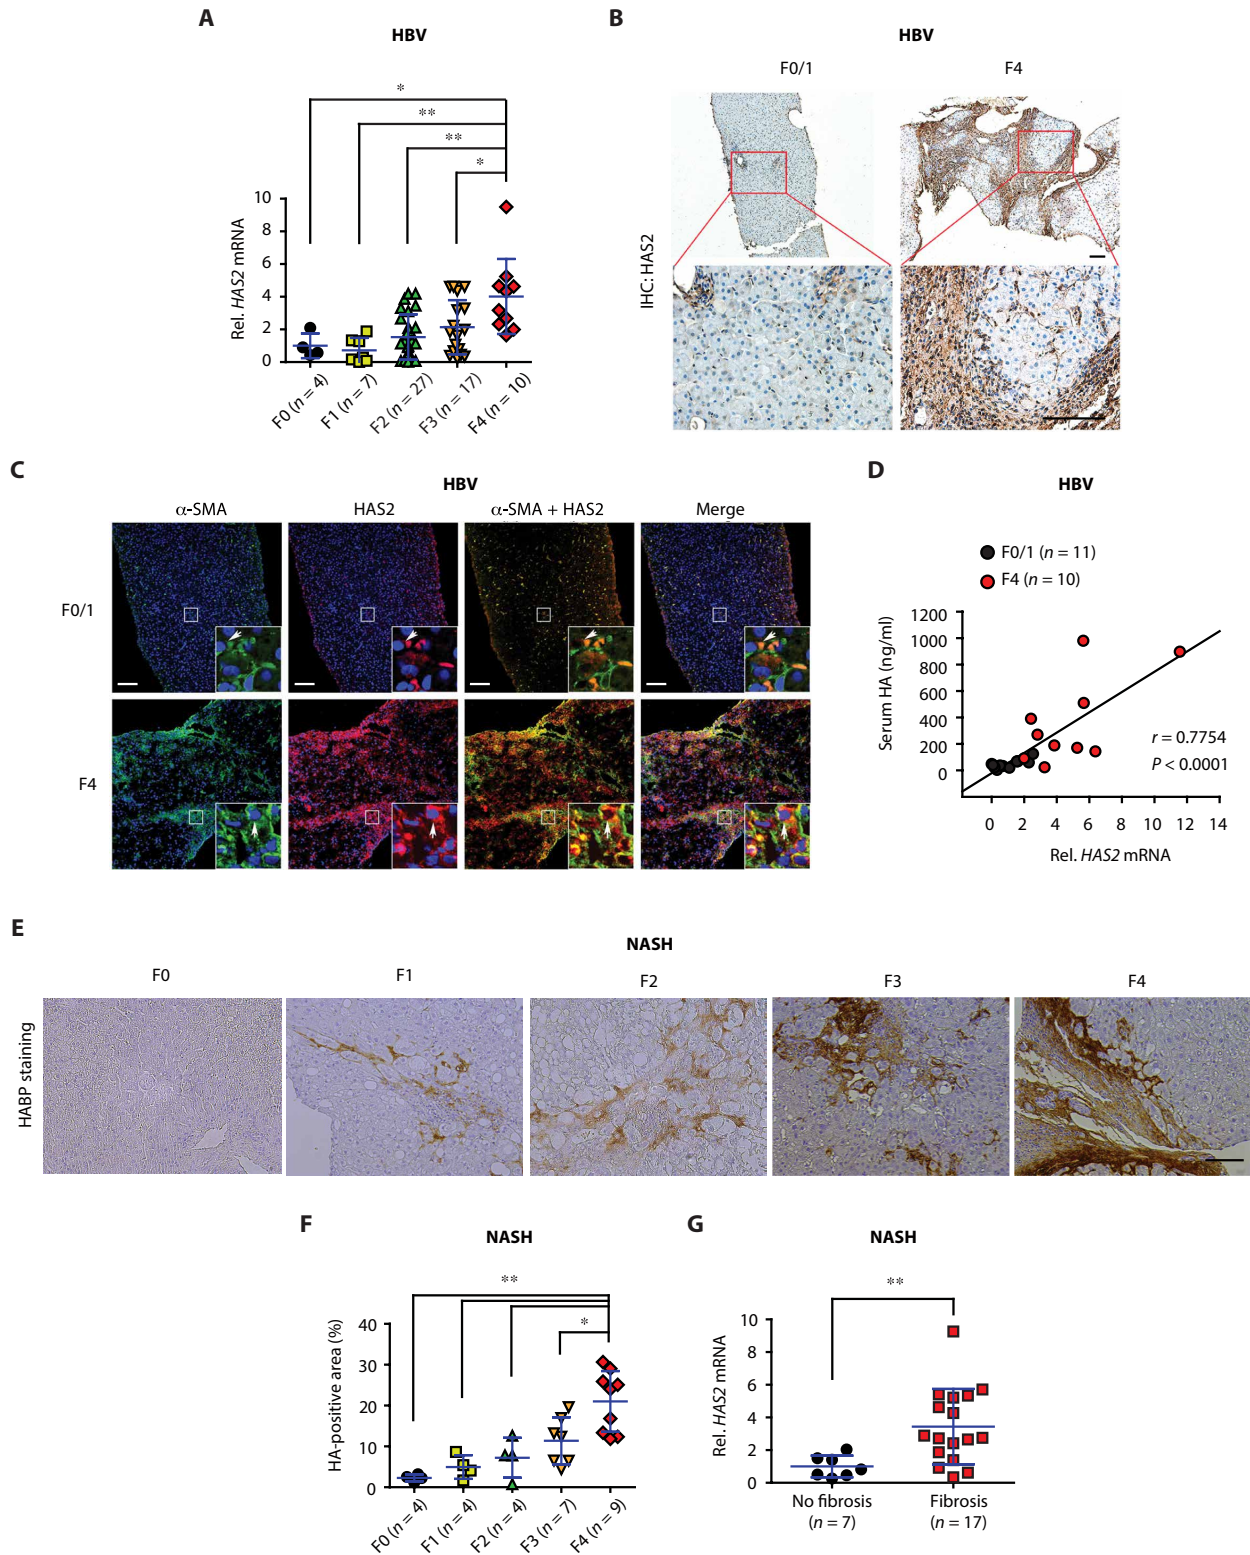 A
HBV
*
**
**
*
Rel. HAS2 mRNA
10
8
6
4
2
0
F0 (n = 4)
F1 (n = 7)
F2 (n = 27)
F3 (n = 17)
F4 (n = 10)
B
HBV
F0/1
F4
IHC: HAS2
C
HBV
α-SMA
HAS2
α-SMA + HAS2
Merge
F0/1
F4
D
HBV
F0/1 (n = 11)
F4 (n = 10)
Serum HA (ng/ml)
1200
1000
800
600
400
200
0
r = 0.7754
P < 0.0001
0 2 4 6 8 10 12 14
Rel. HAS2 mRNA
E
NASH
F0
F1
F2
F3
F4
HABP staining
F
NASH
**
*
HA-positive area (%)
40
30
20
10
0
F0 (n = 4)
F1 (n = 4)
F2 (n = 4)
F3 (n = 7)
F4 (n = 9)
G
NASH
**
Rel. HAS2 mRNA
10
8
6
4
2
0
No fibrosis
(n = 7)
Fibrosis
(n = 17)